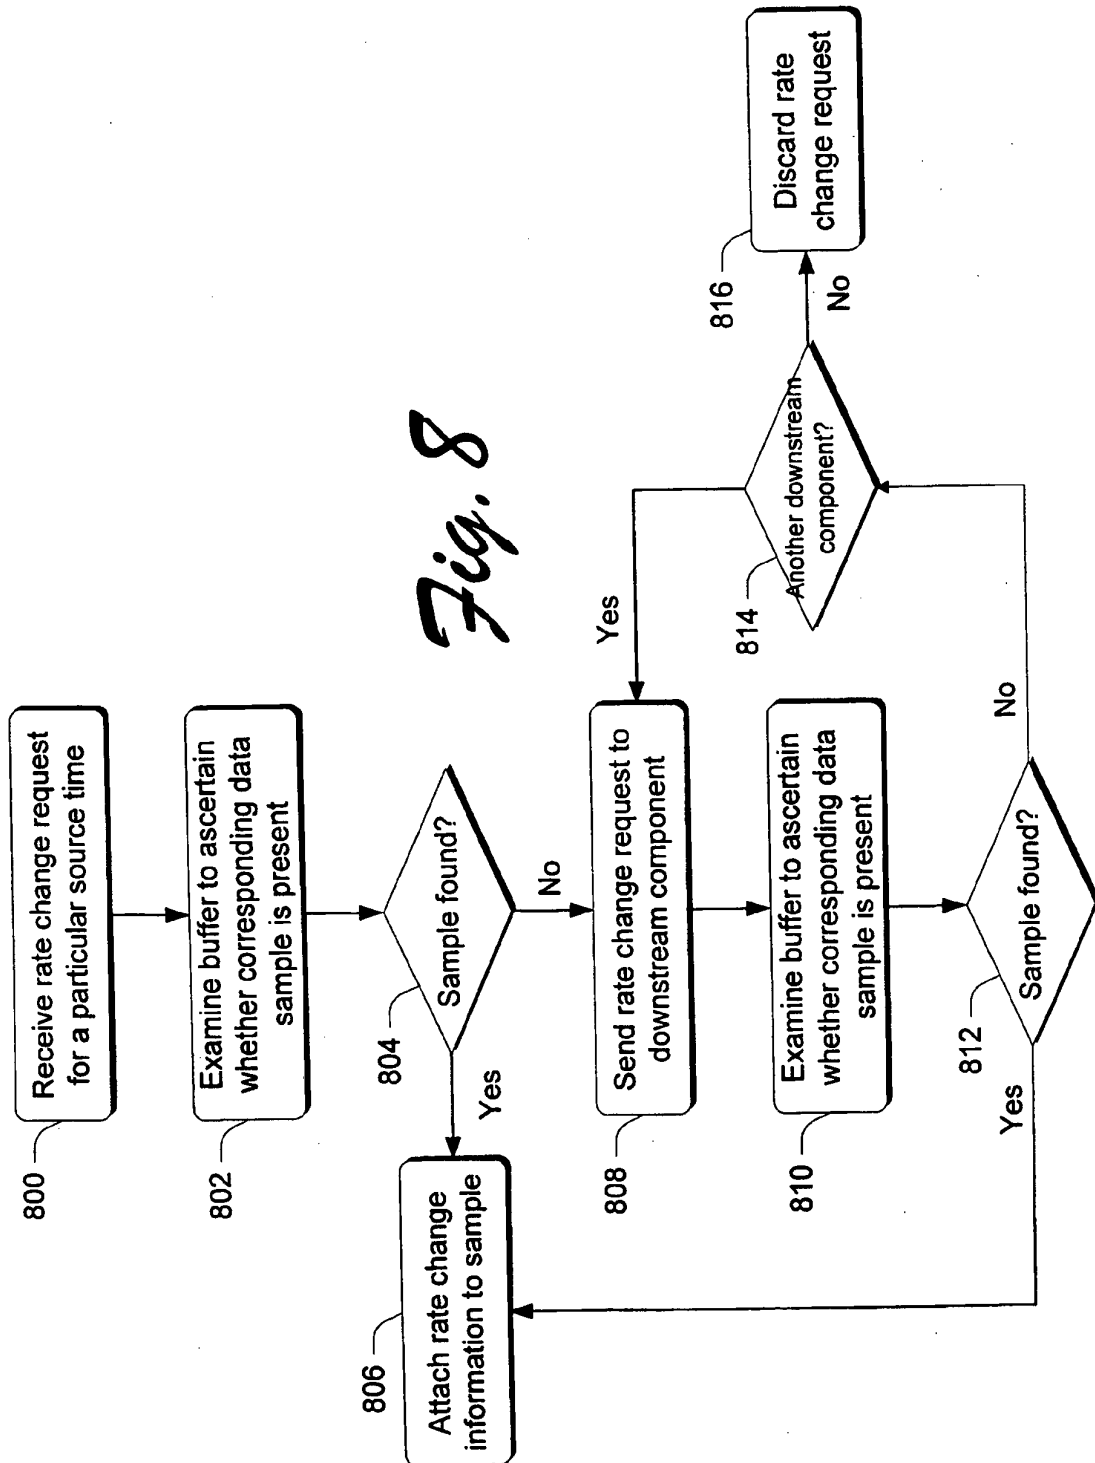 800
Receive rate change request
for a particular source time
802
Examine buffer to ascertain
whether corresponding data
sample is present
804
Sample found?
Yes
No
806
Attach rate change
information to sample
808
Send rate change request to
downstream component
810
Examine buffer to ascertain
whether corresponding data
sample is present
812
Sample found?
Yes
No
814
Another downstream
component?
Yes
No
816
Discard rate
change request
Fig. 8